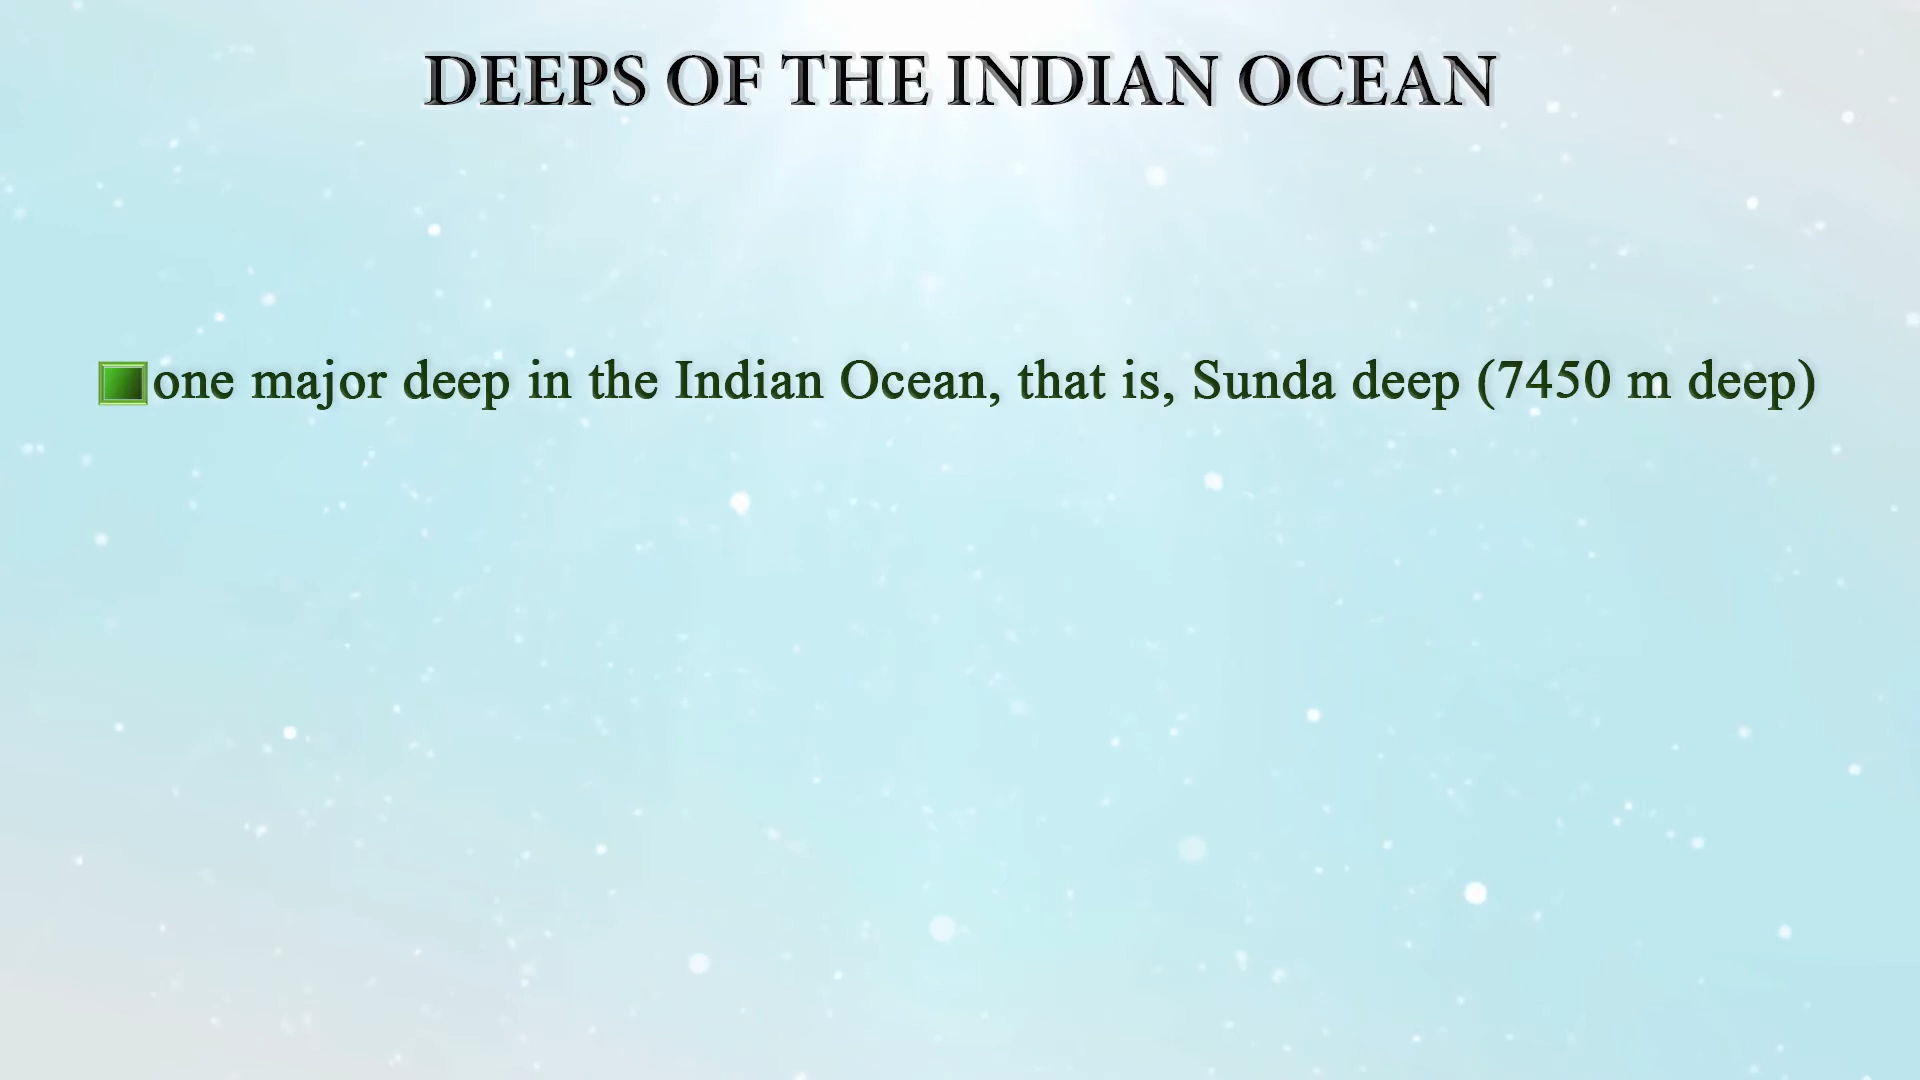 DEEPS OF THE INDIAN OCEAN
one major deep in the Indian Ocean, that is, Sunda deep (7450 m deep)